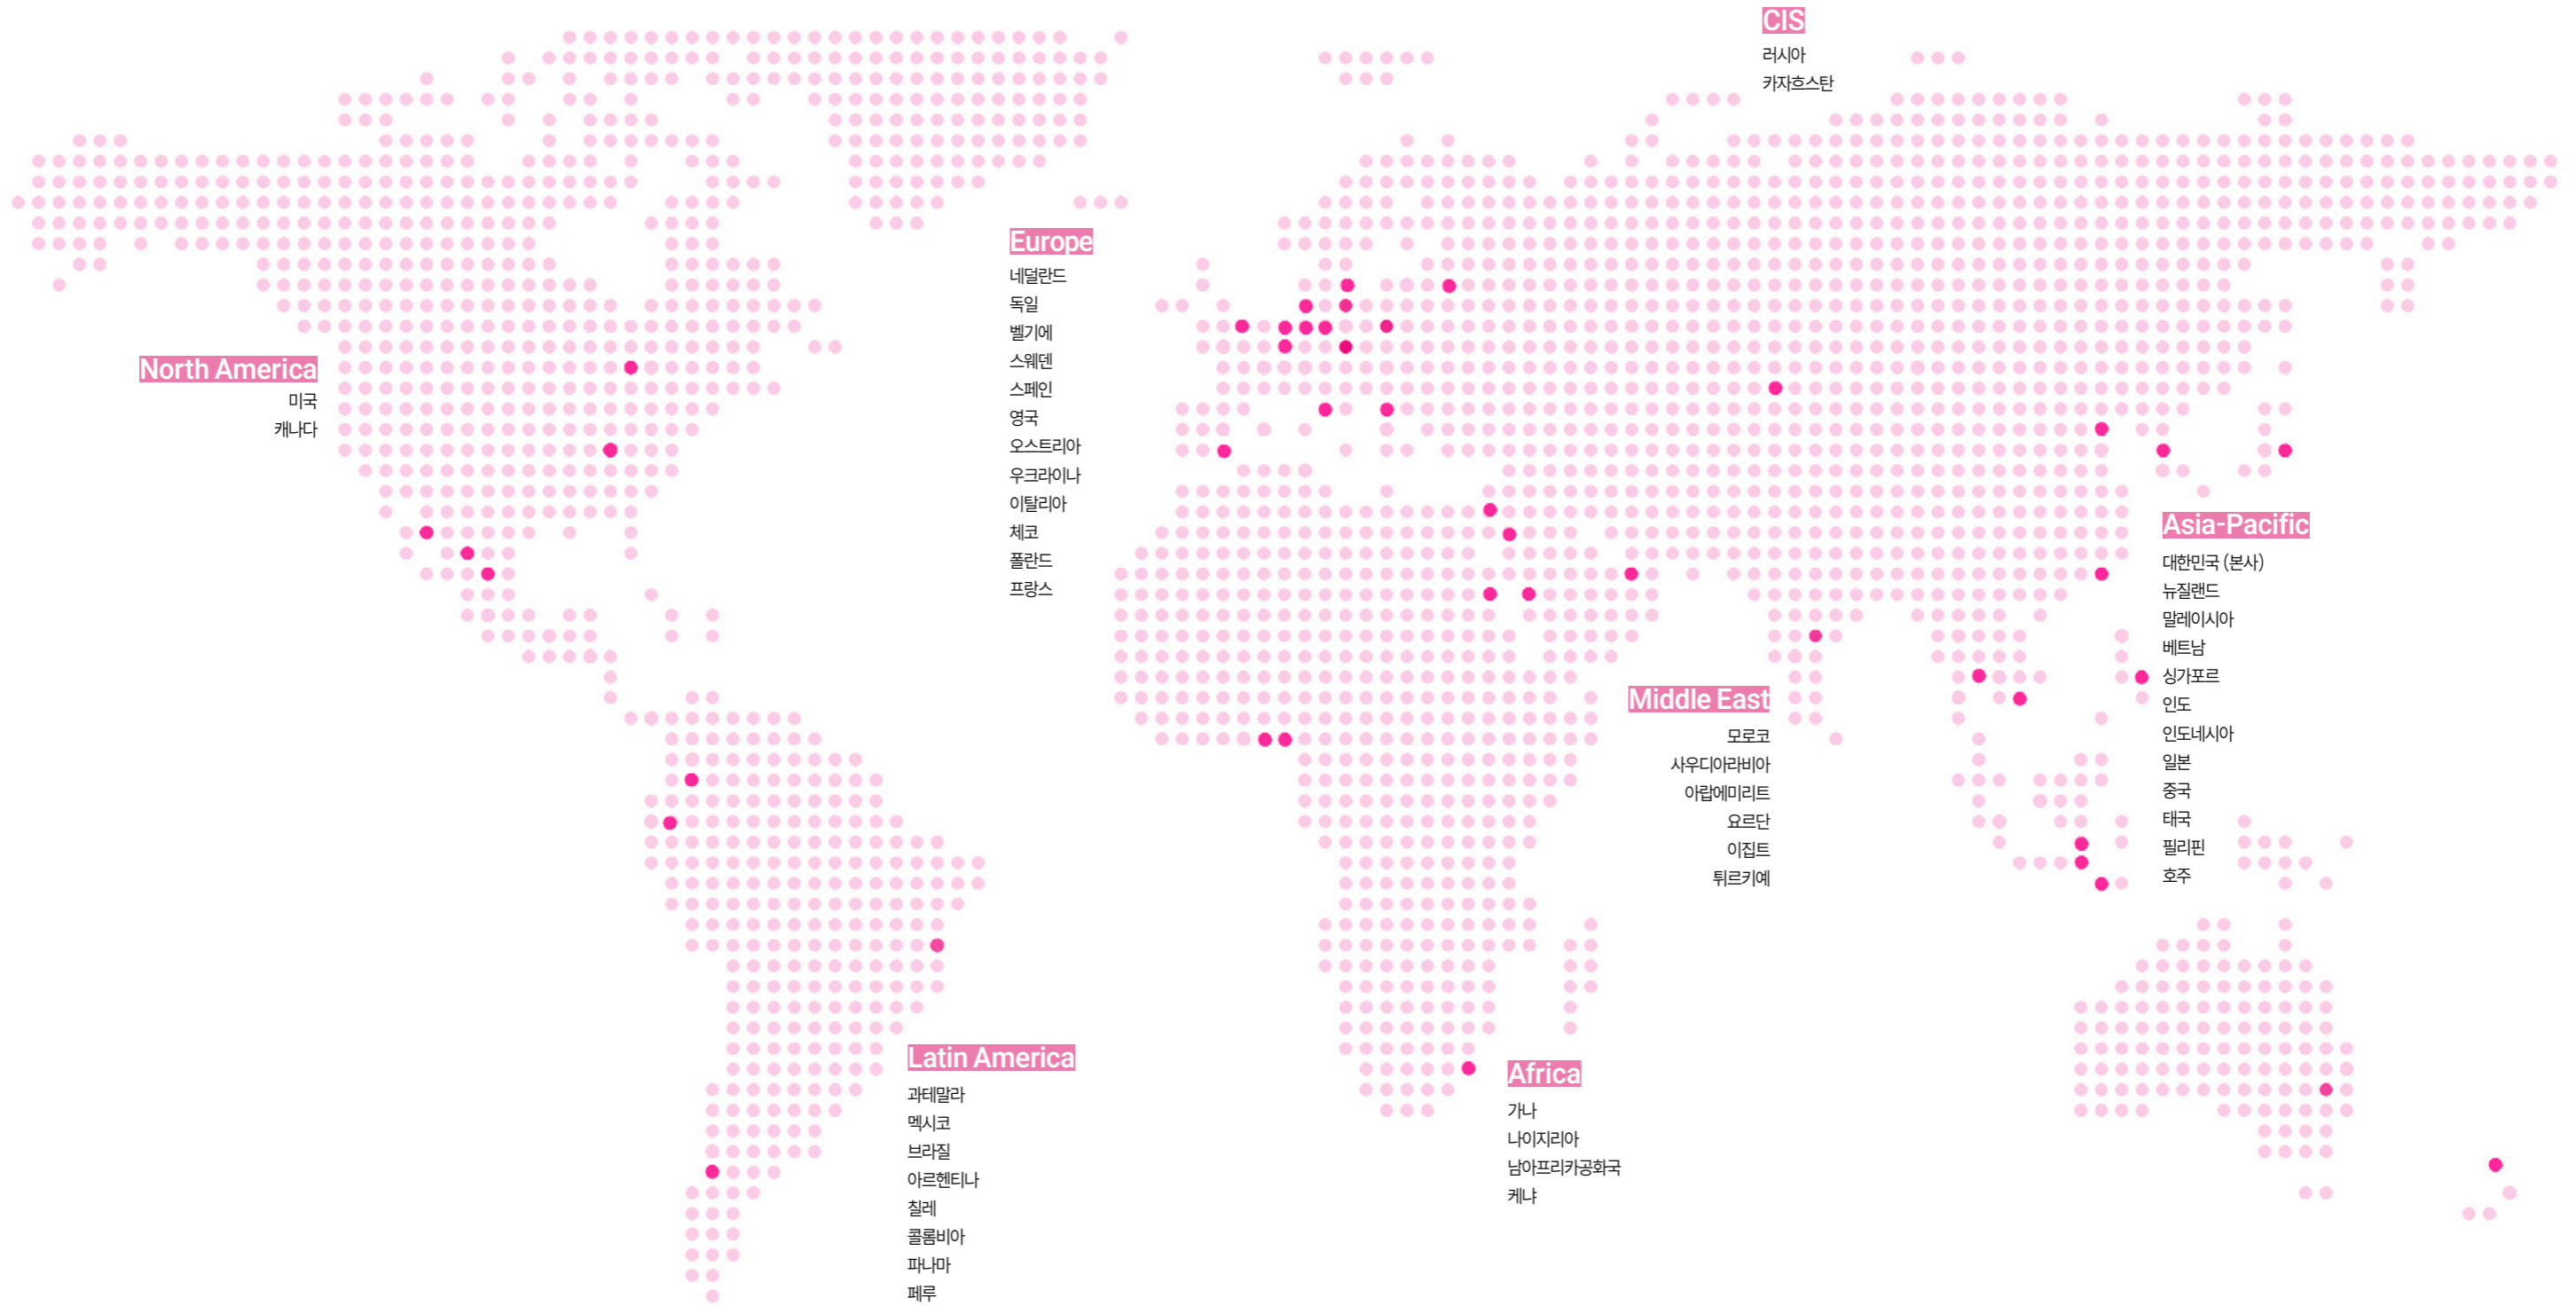 CIS
러시아
카자흐스탄
Europe
네덜란드
독일
벨기에
스웨덴
스페인
영국
오스트리아
우크라이나
이탈리아
체코
폴란드
프랑스
North America
미국
캐나다
Asia-Pacific
대한민국 (본사)
뉴질랜드
말레이시아
베트남
싱가포르
인도
인도네시아
일본
중국
태국
필리핀
호주
Middle East
모로코
사우디아라비아
아랍에미리트
요르단
이집트
튀르키예
Latin America
과테말라
멕시코
브라질
아르헨티나
칠레
콜롬비아
파나마
페루
Africa
가나
나이지리아
남아프리카공화국
케냐